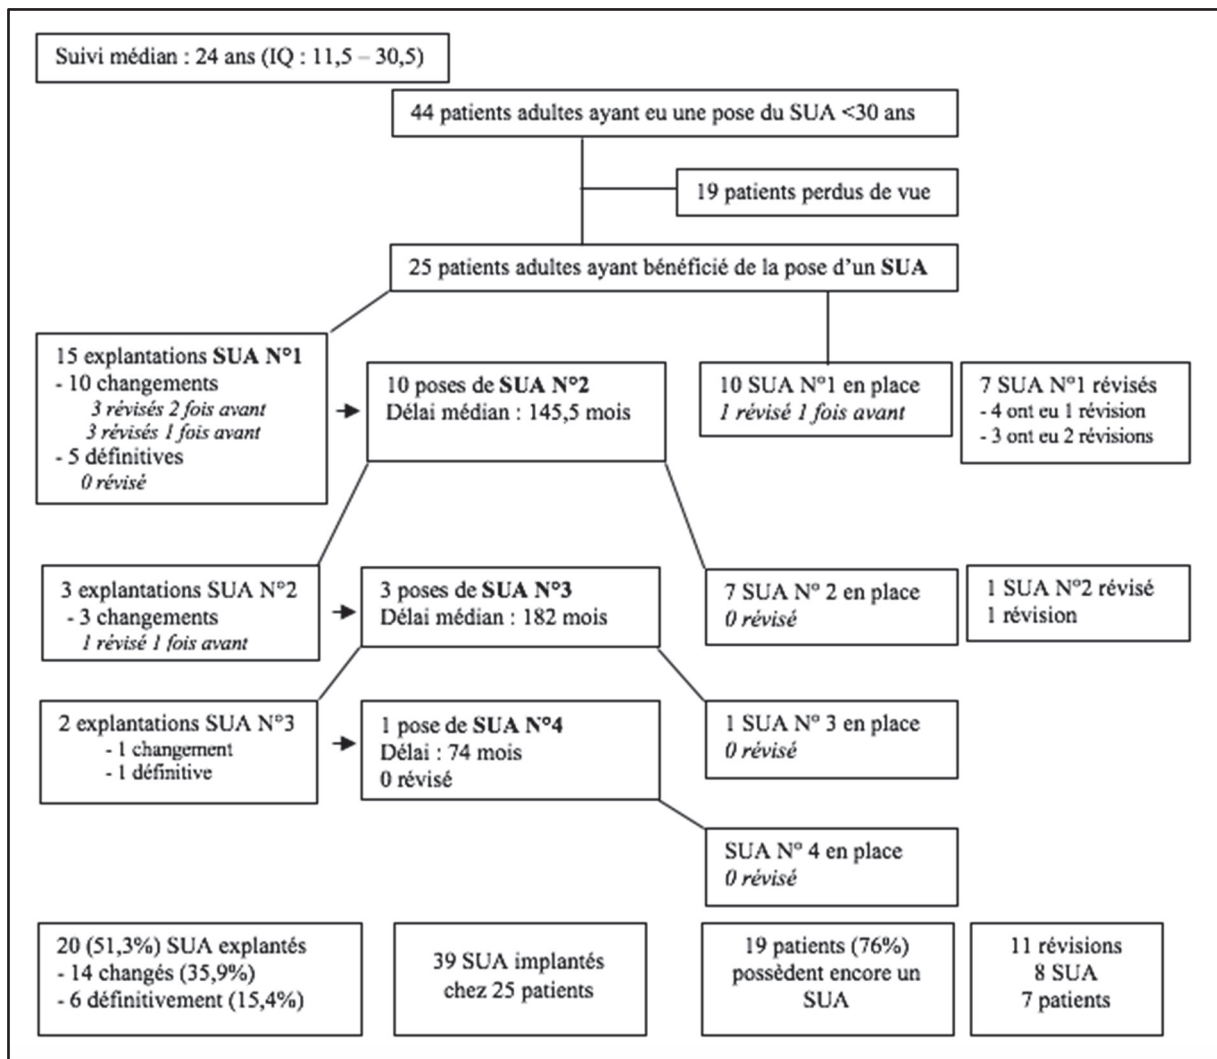 Suivi médian : 24 ans (IQ : 11,5 – 30,5)
44 patients adultes ayant eu une pose du SUA <30 ans
19 patients perdus de vue
25 patients adultes ayant bénéficié de la pose d'un SUA
15 explantations SUA N°1
- 10 changements
3 révisés 2 fois avant
3 révisés 1 fois avant
- 5 définitives
0 révisé
10 poses de SUA N°2
Délai médian : 145,5 mois
10 SUA N°1 en place
1 révisé 1 fois avant
7 SUA N°1 révisés
- 4 ont eu 1 révision
- 3 ont eu 2 révisions
3 explantations SUA N°2
- 3 changements
1 révisé 1 fois avant
3 poses de SUA N°3
Délai médian : 182 mois
7 SUA N° 2 en place
0 révisé
1 SUA N°2 révisé
1 révision
2 explantations SUA N°3
- 1 changement
- 1 définitive
1 pose de SUA N°4
Délai : 74 mois
0 révisé
1 SUA N° 3 en place
0 révisé
SUA N° 4 en place
0 révisé
20 (51,3%) SUA explantés
- 14 changés (35,9%)
- 6 définitivement (15,4%)
39 SUA implantés
chez 25 patients
19 patients (76%)
possèdent encore un
SUA
11 révisions
8 SUA
7 patients